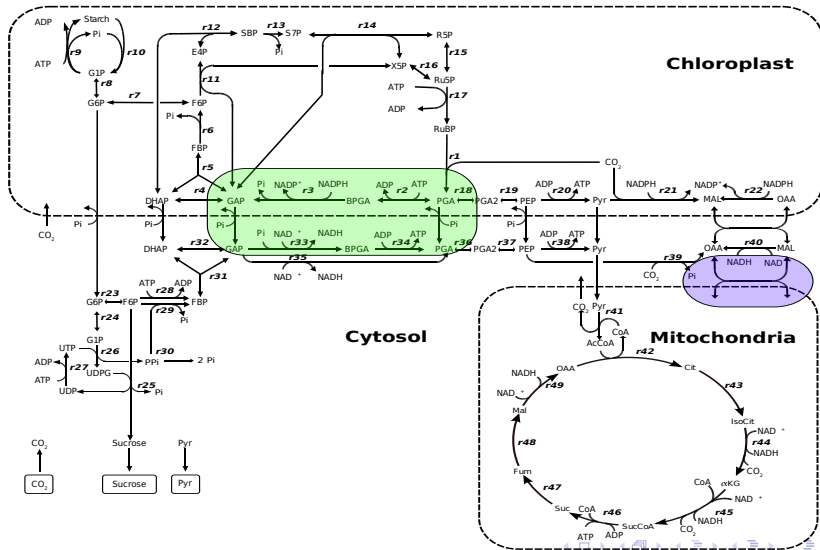 ADP Starch r12 SBP r13 S7P r14 R5P
Pi
r9 r10 E4P Pi r15
ATP X5P r16 Chloroplast
G1P r11 Ru5P
r8 ATP r17
G6P r7 F6P ADP
Pi r6 RuBP
FBP r1
r5 CO2
r4 Pi NADP+ r3 NADPH ADP r2 ATP r18 r19 ADP r20 ATP NADPH r21 NADP+ r22 NADPH
DHAP GAP BPGA PGA PGA2 PEP Pyr MAL OAA
Pi Pi Pi Pi Pi
CO2
DHAP r32 GAP Pi NAD+ r33 NADH BPGA ADP r34 ATP PGA r36 PGA2 r37 PEP ADP r38 ATP Pyr OAA r40 MAL
r35 r39 NADH NAD
r31 NAD + NADH CO2 Pi
ATP r28 ADP
r23
G6P F6P FBP
r29
r24 Pi CO2 Pyr
r41
G1P Cytosol CoA Mitochondria
UTP r26 r30 AcCoA r42
ADP PPi 2 Pi
r27 UDPG NADH OAA Cit
ATP r49 r43
UDP r25 Pi NAD +
Mal IsoCit
NAD +
CO2 Sucrose Pyr r48 r44
NADH
CO2
Fum CoA αKG
CO2 Sucrose Pyr r47 NAD +
Suc CoA r46 r45
NADH
SucCoA CO2
ATP ADP